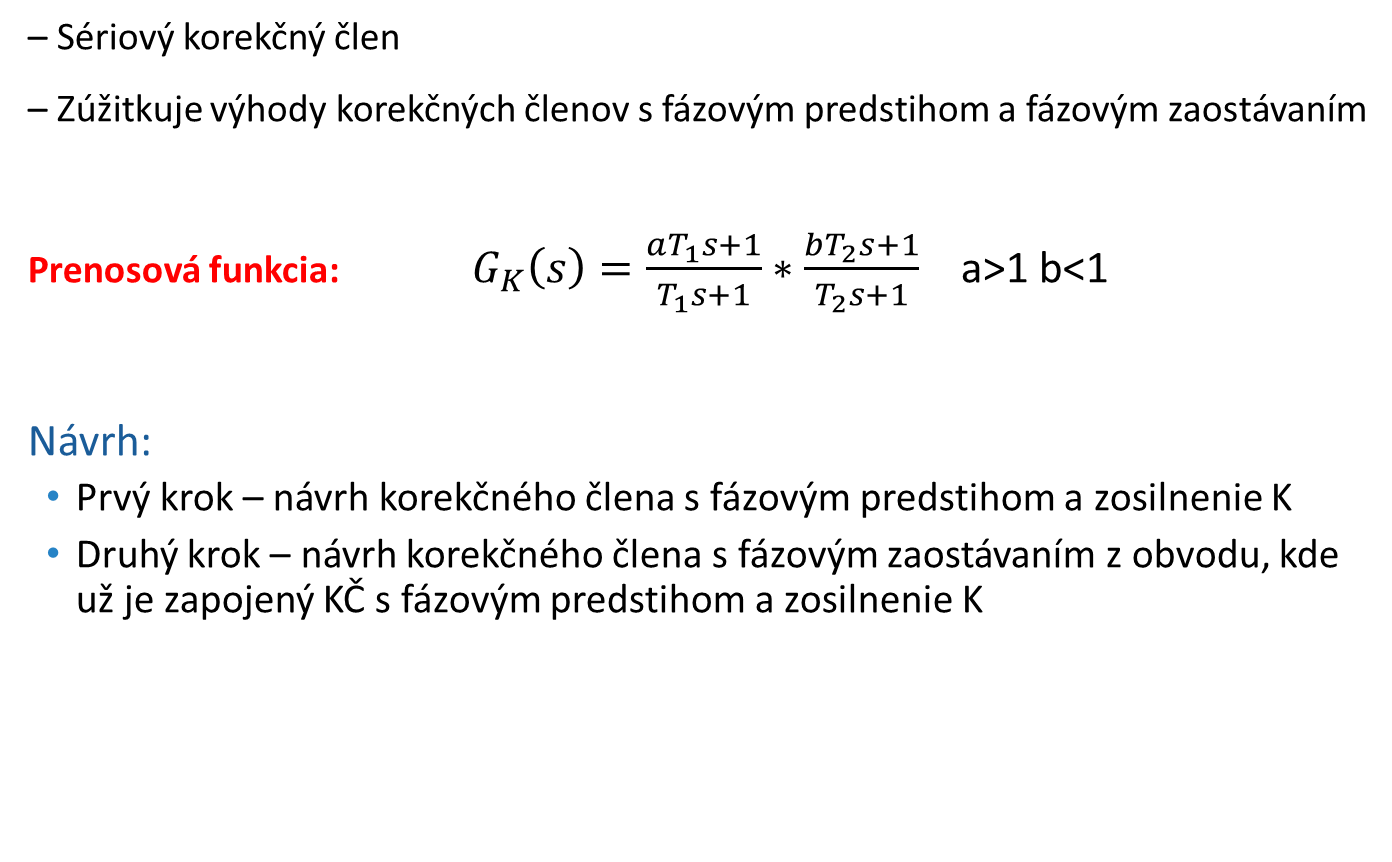 – Sériový korekčný člen
– Zúžitkuje výhody korekčných členov s fázovým predstihom a fázovým zaostávaním
Prenosová funkcia: $G_K(s) = \frac{aT_1s+1}{T_1s+1} * \frac{bT_2s+1}{T_2s+1}$ a>1 b<1
Návrh:
• Prvý krok – návrh korekčného člena s fázovým predstihom a zosilnenie K
• Druhý krok – návrh korekčného člena s fázovým zaostávaním z obvodu, kde
už je zapojený KČ s fázovým predstihom a zosilnenie K